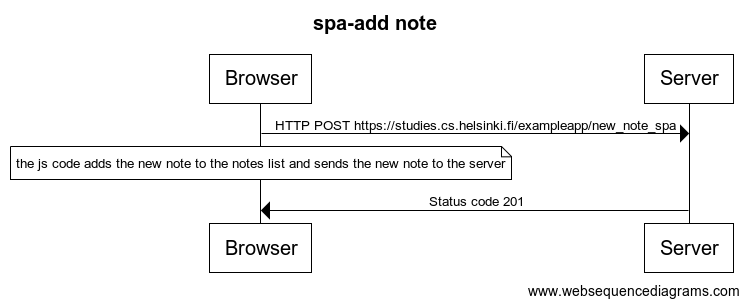 spa-add note
Browser
Server
HTTP POST https://studies.cs.helsinki.fi/exampleapp/new_note_spa
the js code adds the new note to the notes list and sends the new note to the server
Status code 201
Browser
Server
www.websequencediagrams.com